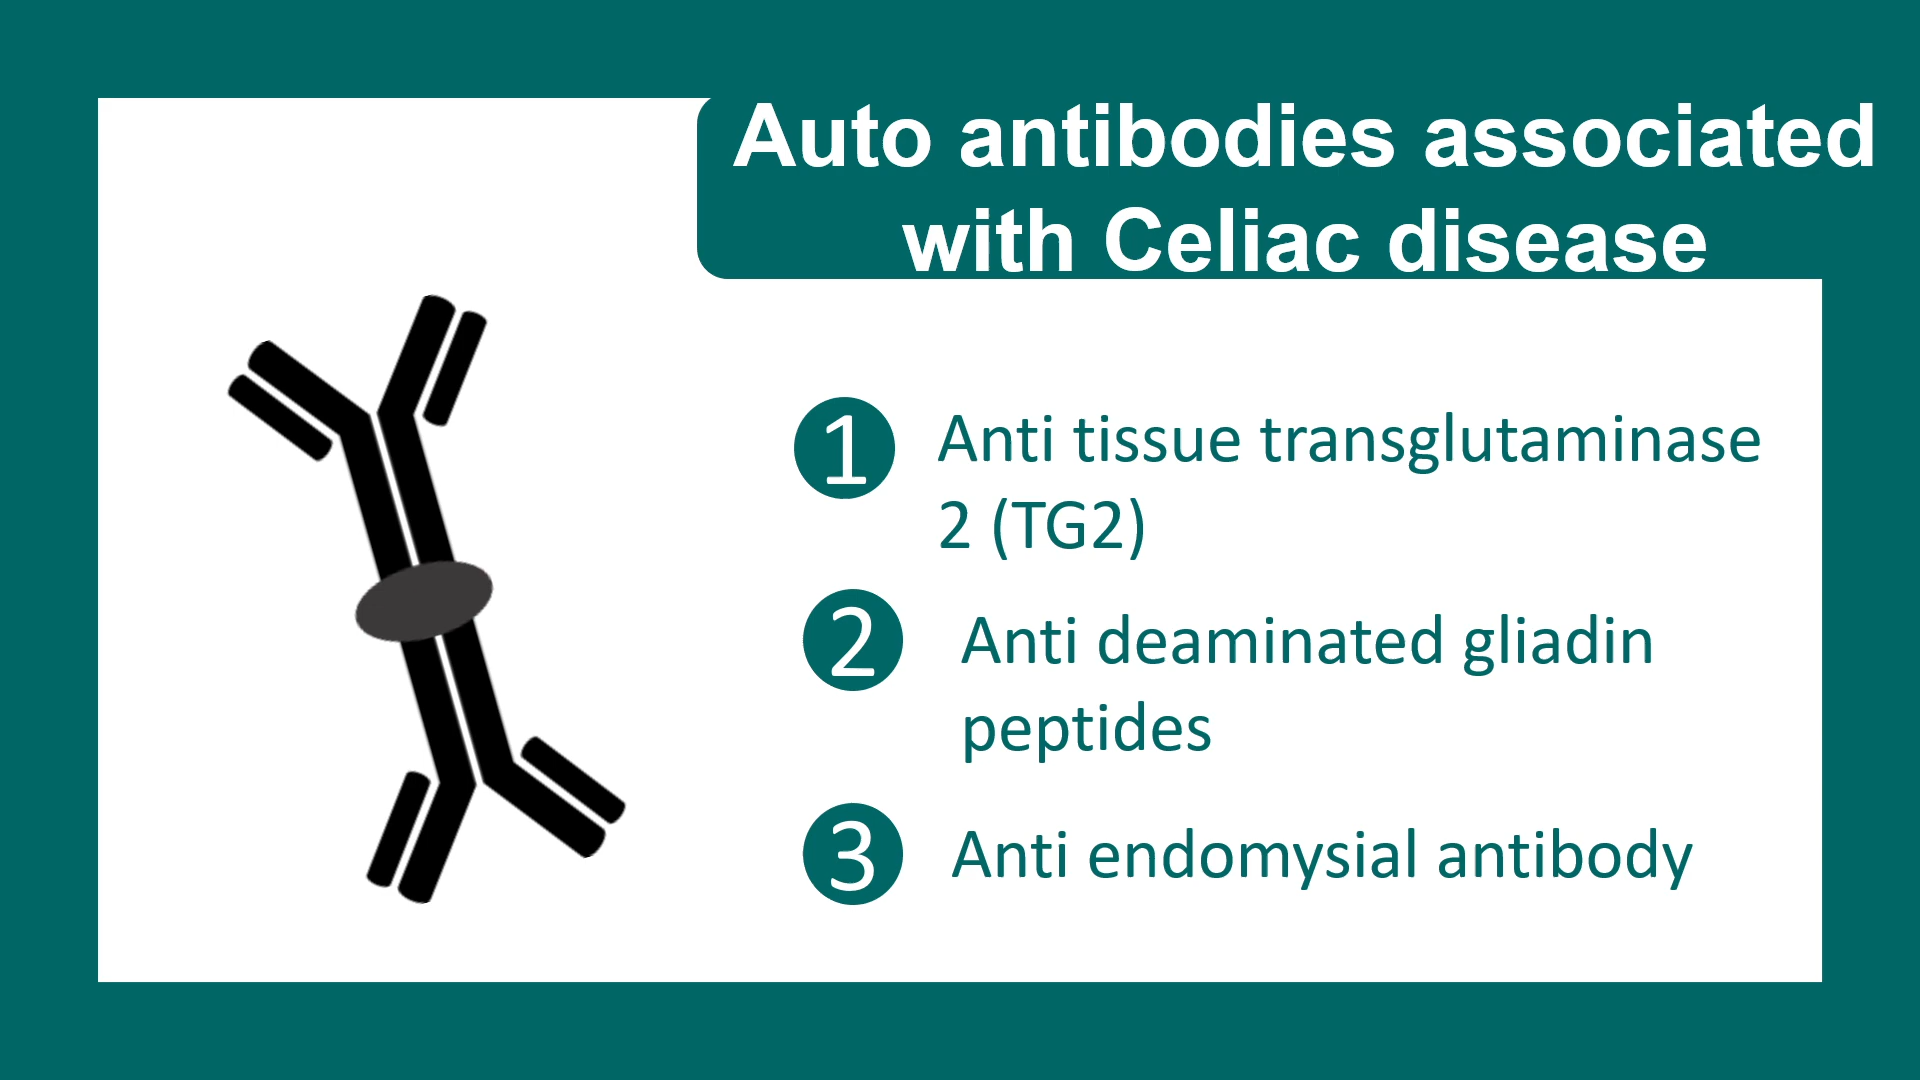 Auto antibodies associated
with Celiac disease
1 Anti tissue transglutaminase
2 (TG2)
2 Anti deaminated gliadin
peptides
3 Anti endomysial antibody